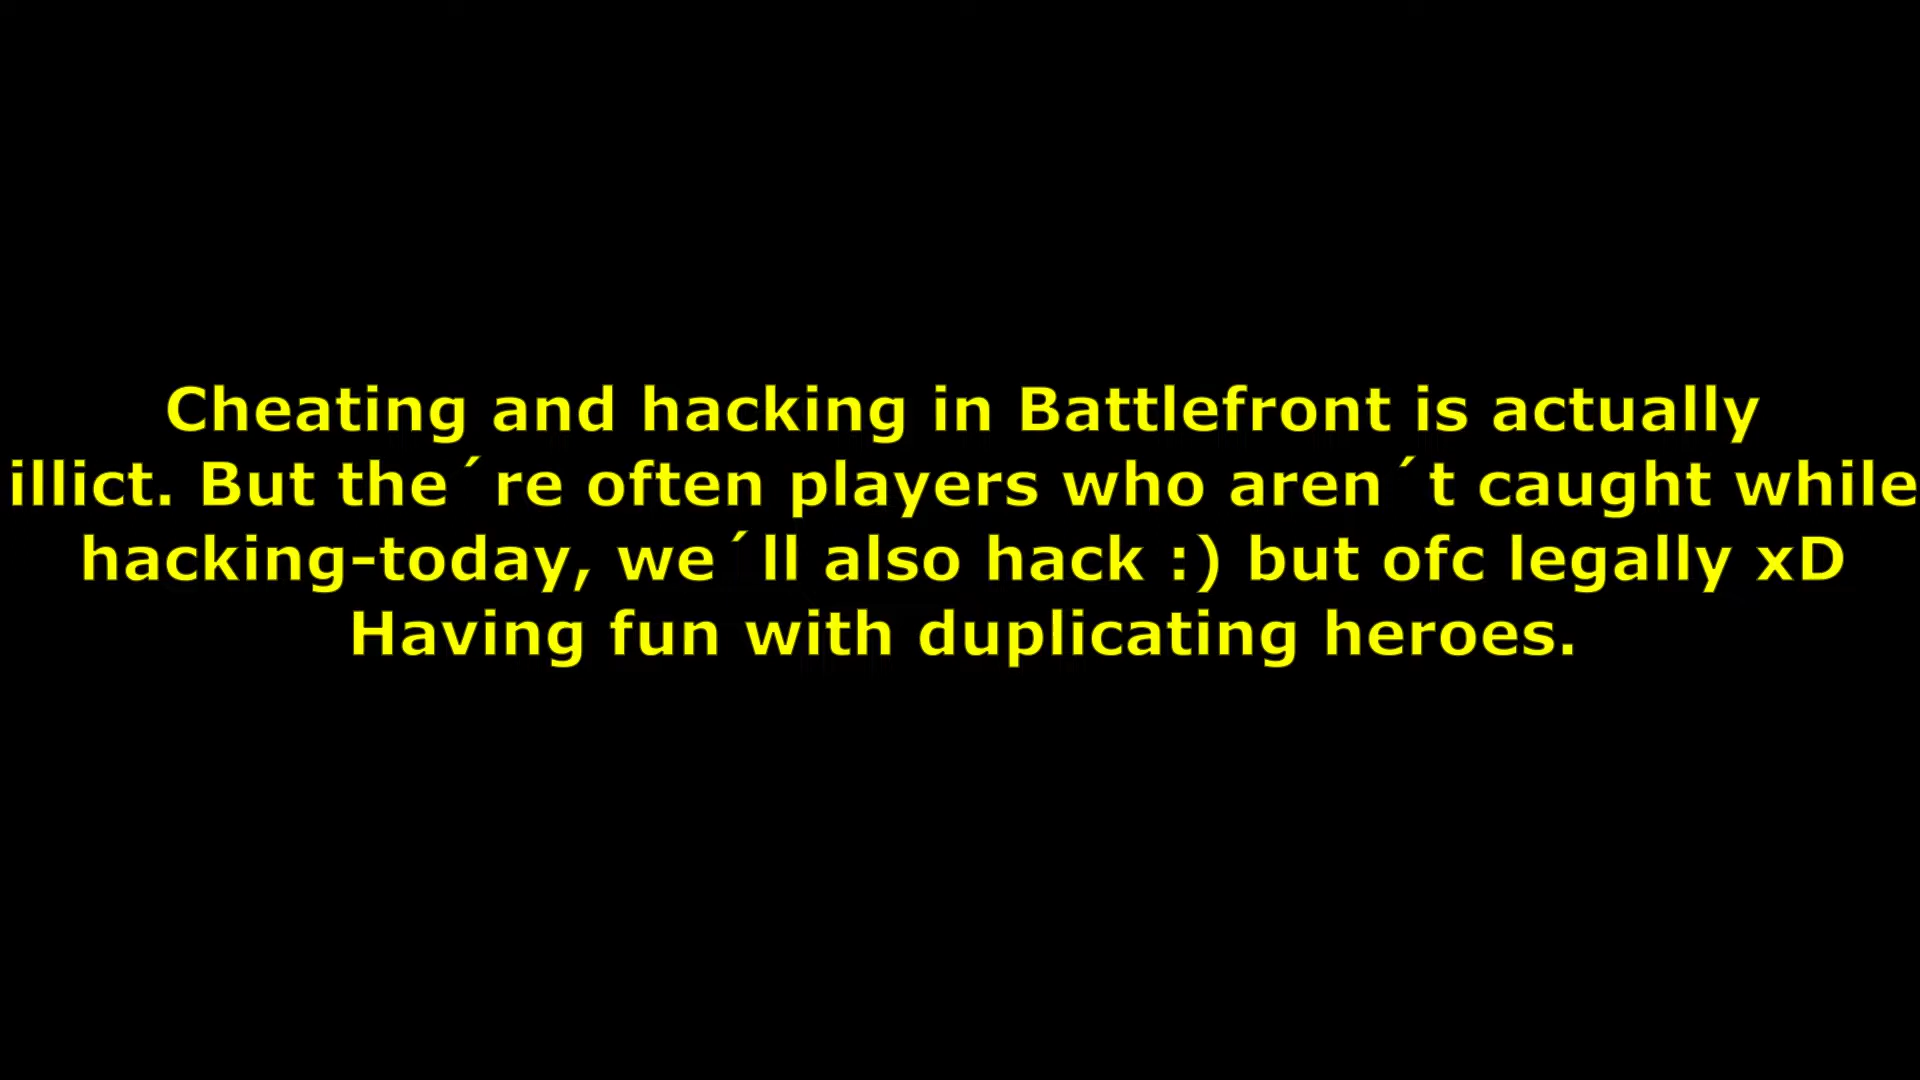 Cheating and hacking in Battlefront is actually
illict. But the´re often players who aren´t caught while
hacking-today, we´ll also hack :) but ofc legally xD
Having fun with duplicating heroes.